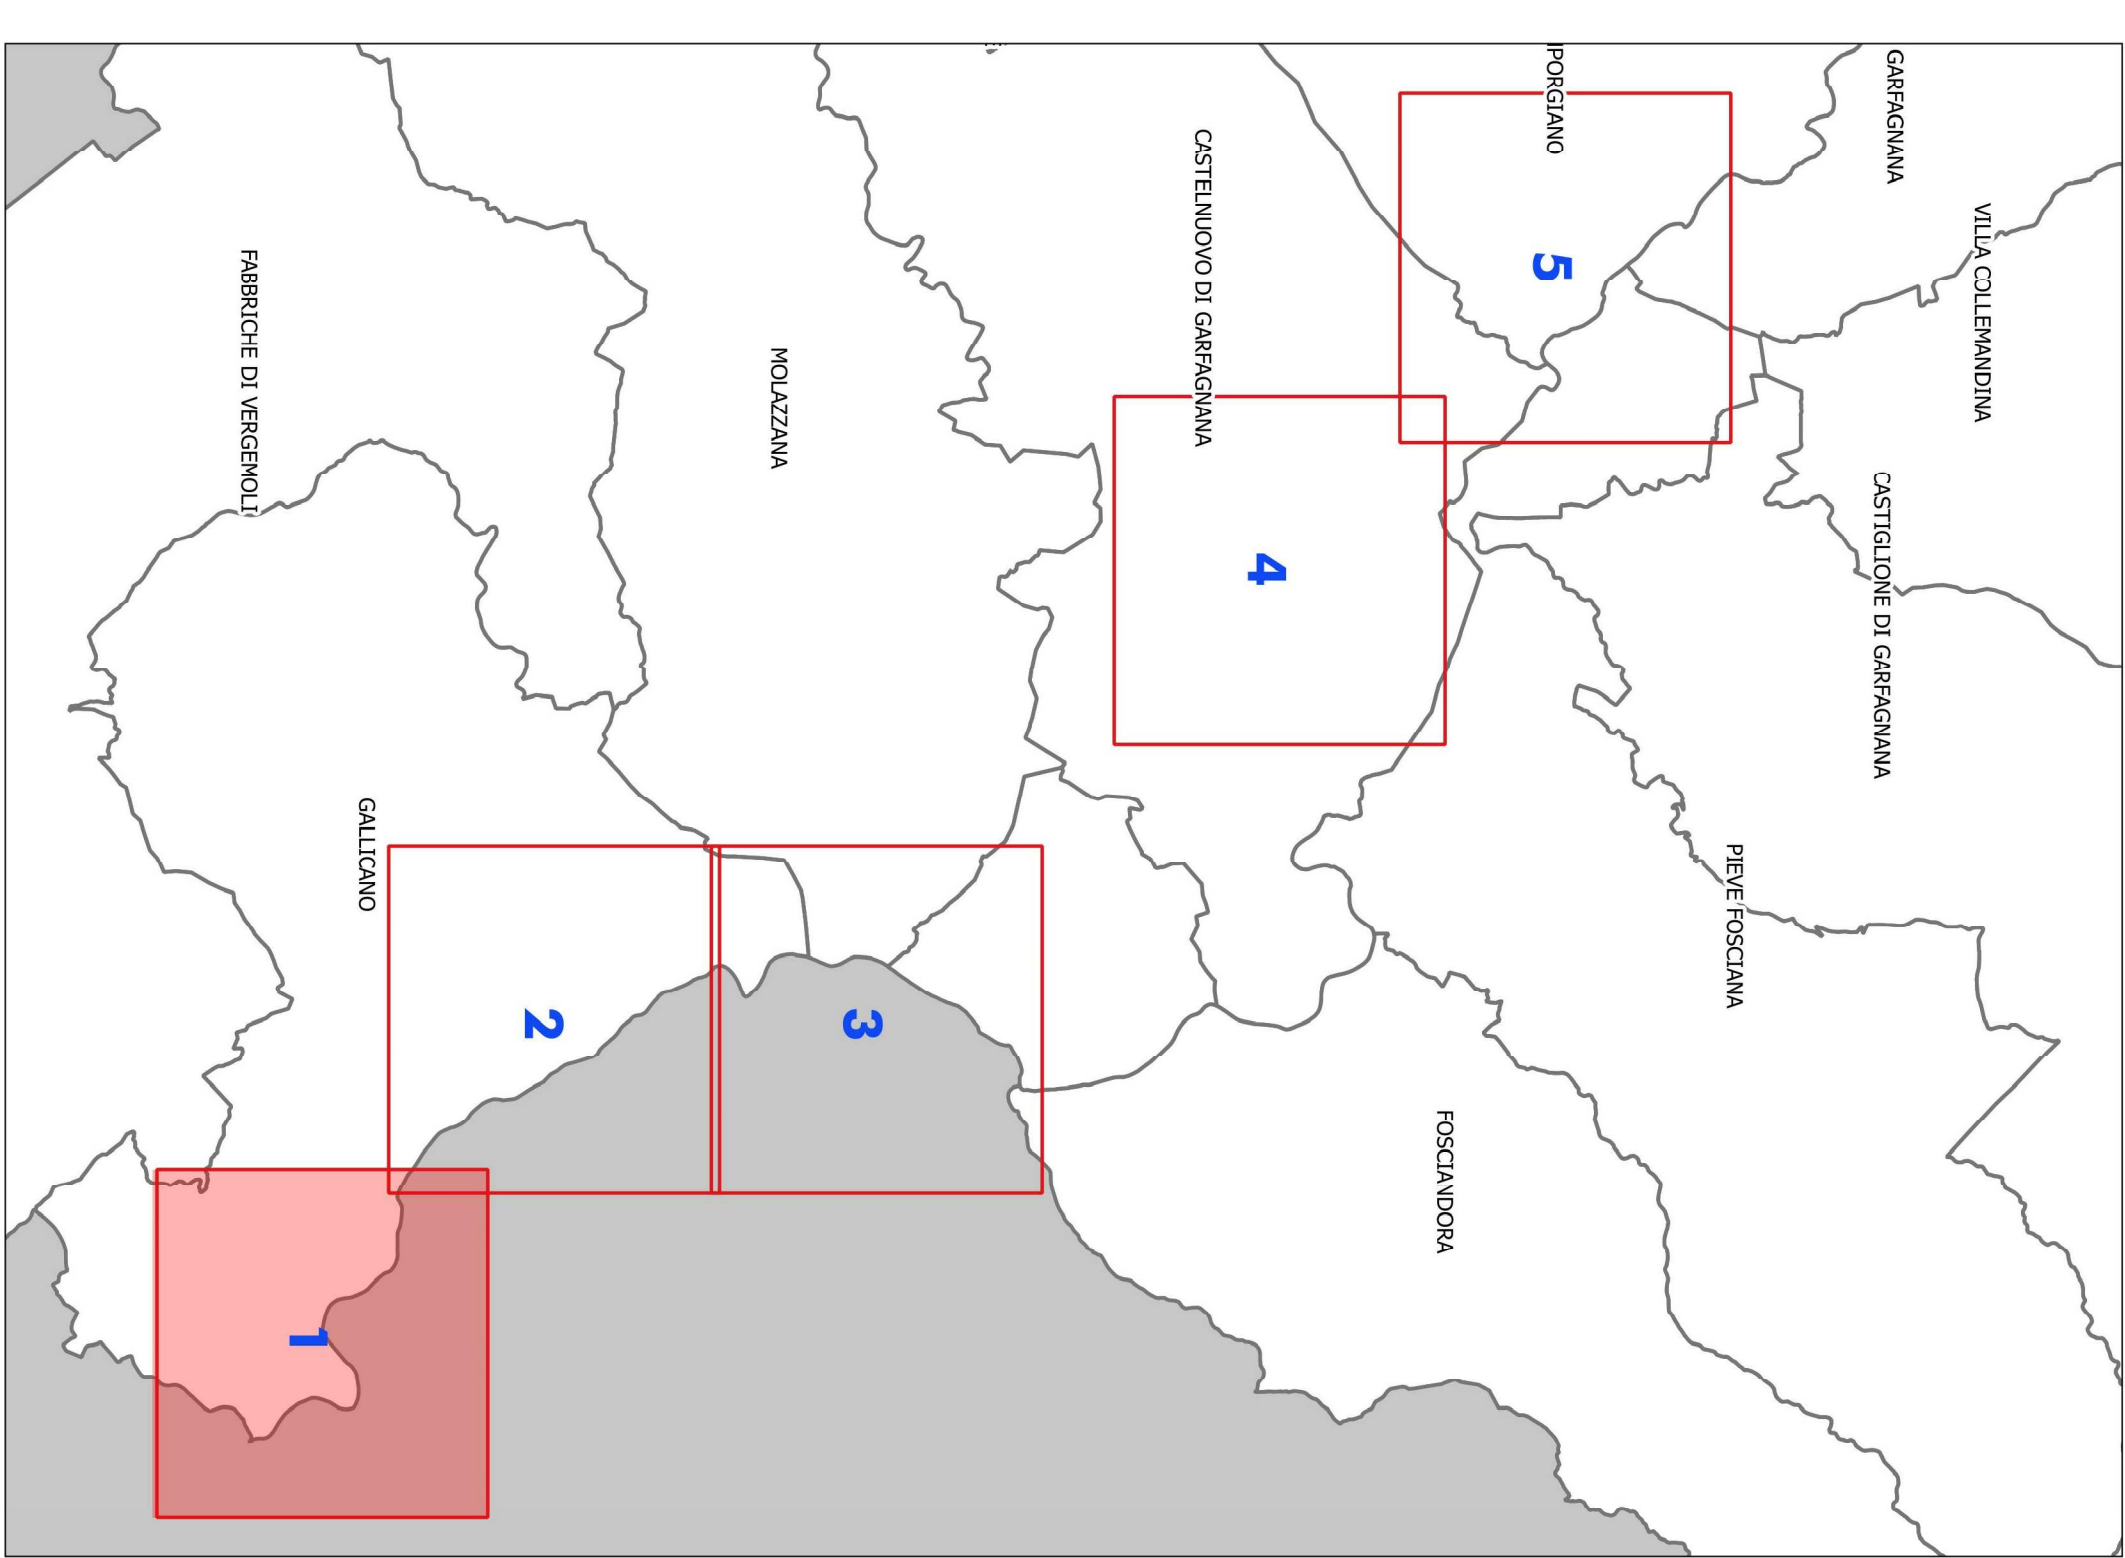 GARFAGNANA
VILLA COLLEMANDINA
CASTIGLIONE DI GARFAGNANA
PIEVE FOSCIANA
IPORGIANO
5
FOSCIANDORA
4
CASTELNUOVO DI GARFAGNANA
3
MOLAZZANA
2
GALLICANO
1
FABBRICHE DI VERGEMOLI